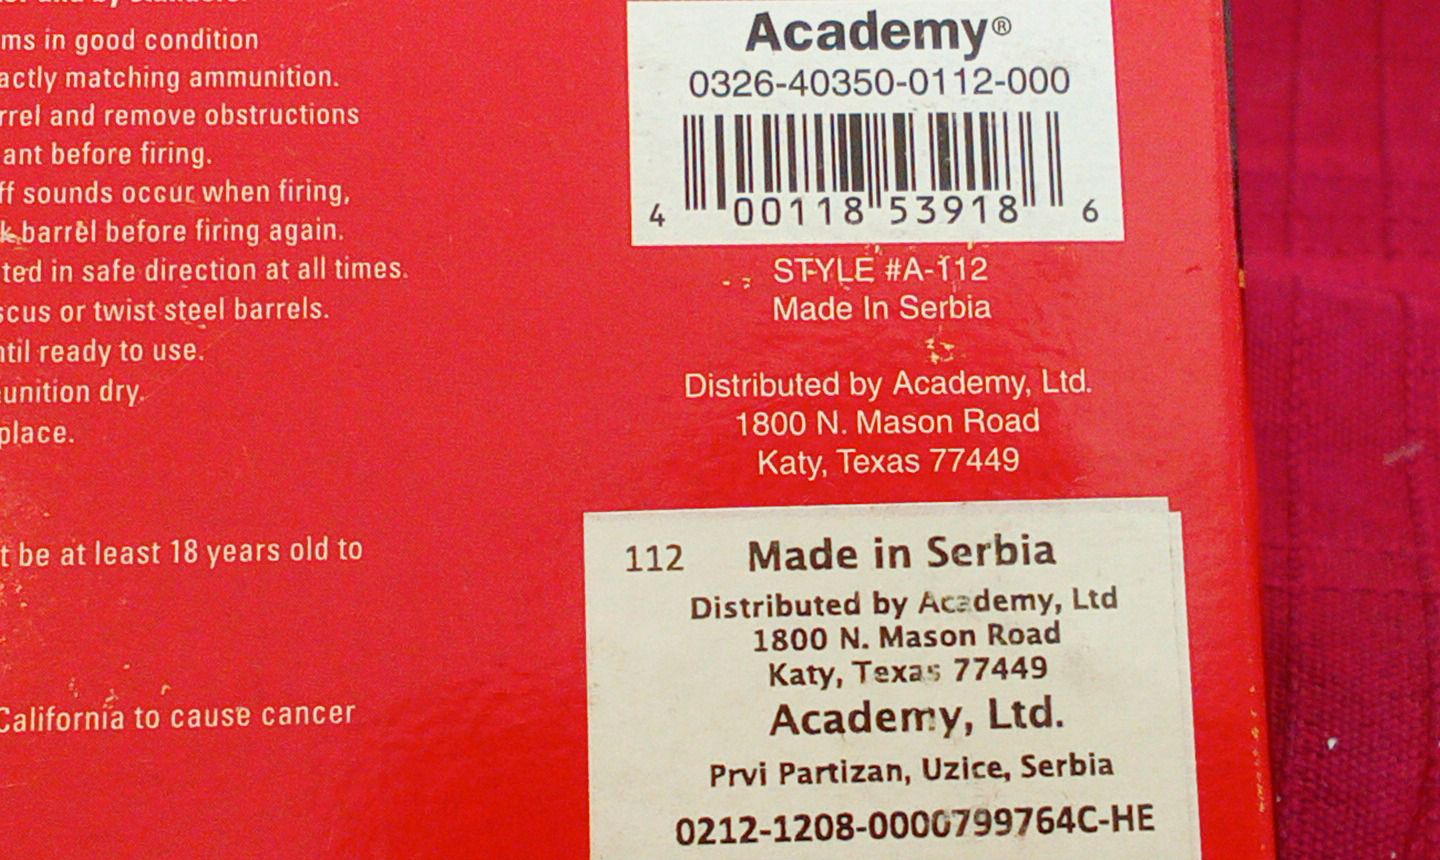 ms in good condition
actly matching ammunition.
rrel and remove obstructions
ant before firing.
ff sounds occur when firing,
k barrel before firing again.
ted in safe direction at all times.
scus or twist steel barrels.
ntil ready to use.
unition dry.
place.
t be at least 18 years old to
California to cause cancer
Academy®
0326-40350-0112-000
4 00118 53918 6
STYLE #A-112
Made In Serbia
Distributed by Academy, Ltd.
1800 N. Mason Road
Katy, Texas 77449
112 Made in Serbia
Distributed by Academy, Ltd
1800 N. Mason Road
Katy, Texas 77449
Academy, Ltd.
Prvi Partizan, Uzice, Serbia
0212-1208-0000799764C-HE